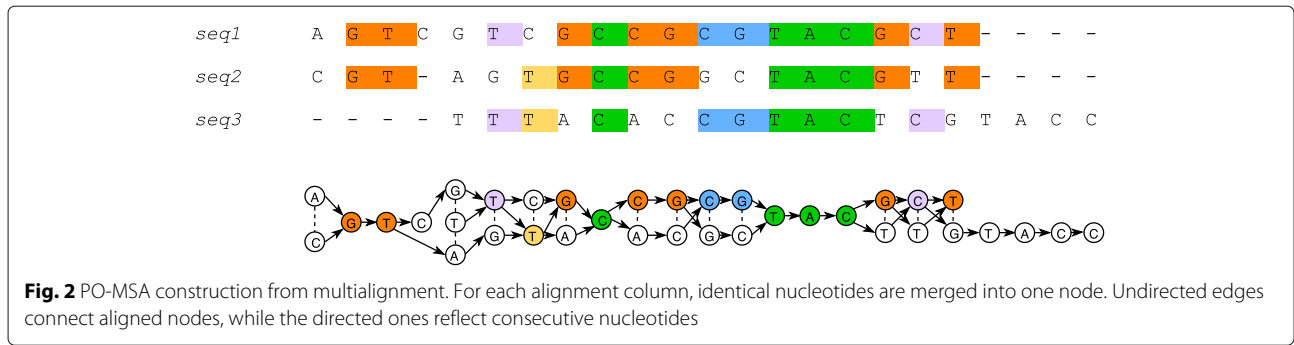 seq1 A G T C G T C G C C G C G T A C G C T - - - -
seq2 C G T - A G T G C C G G C T A C G T T - - - -
seq3 - - - - T T T A C A C C G T A C T C G T A C C
G T C G C G C G G C T
A G T C T C T A C
C A G T A A C G C T T G T A C C
Fig. 2 PO-MSA construction from multialignment. For each alignment column, identical nucleotides are merged into one node. Undirected edges
connect aligned nodes, while the directed ones reflect consecutive nucleotides